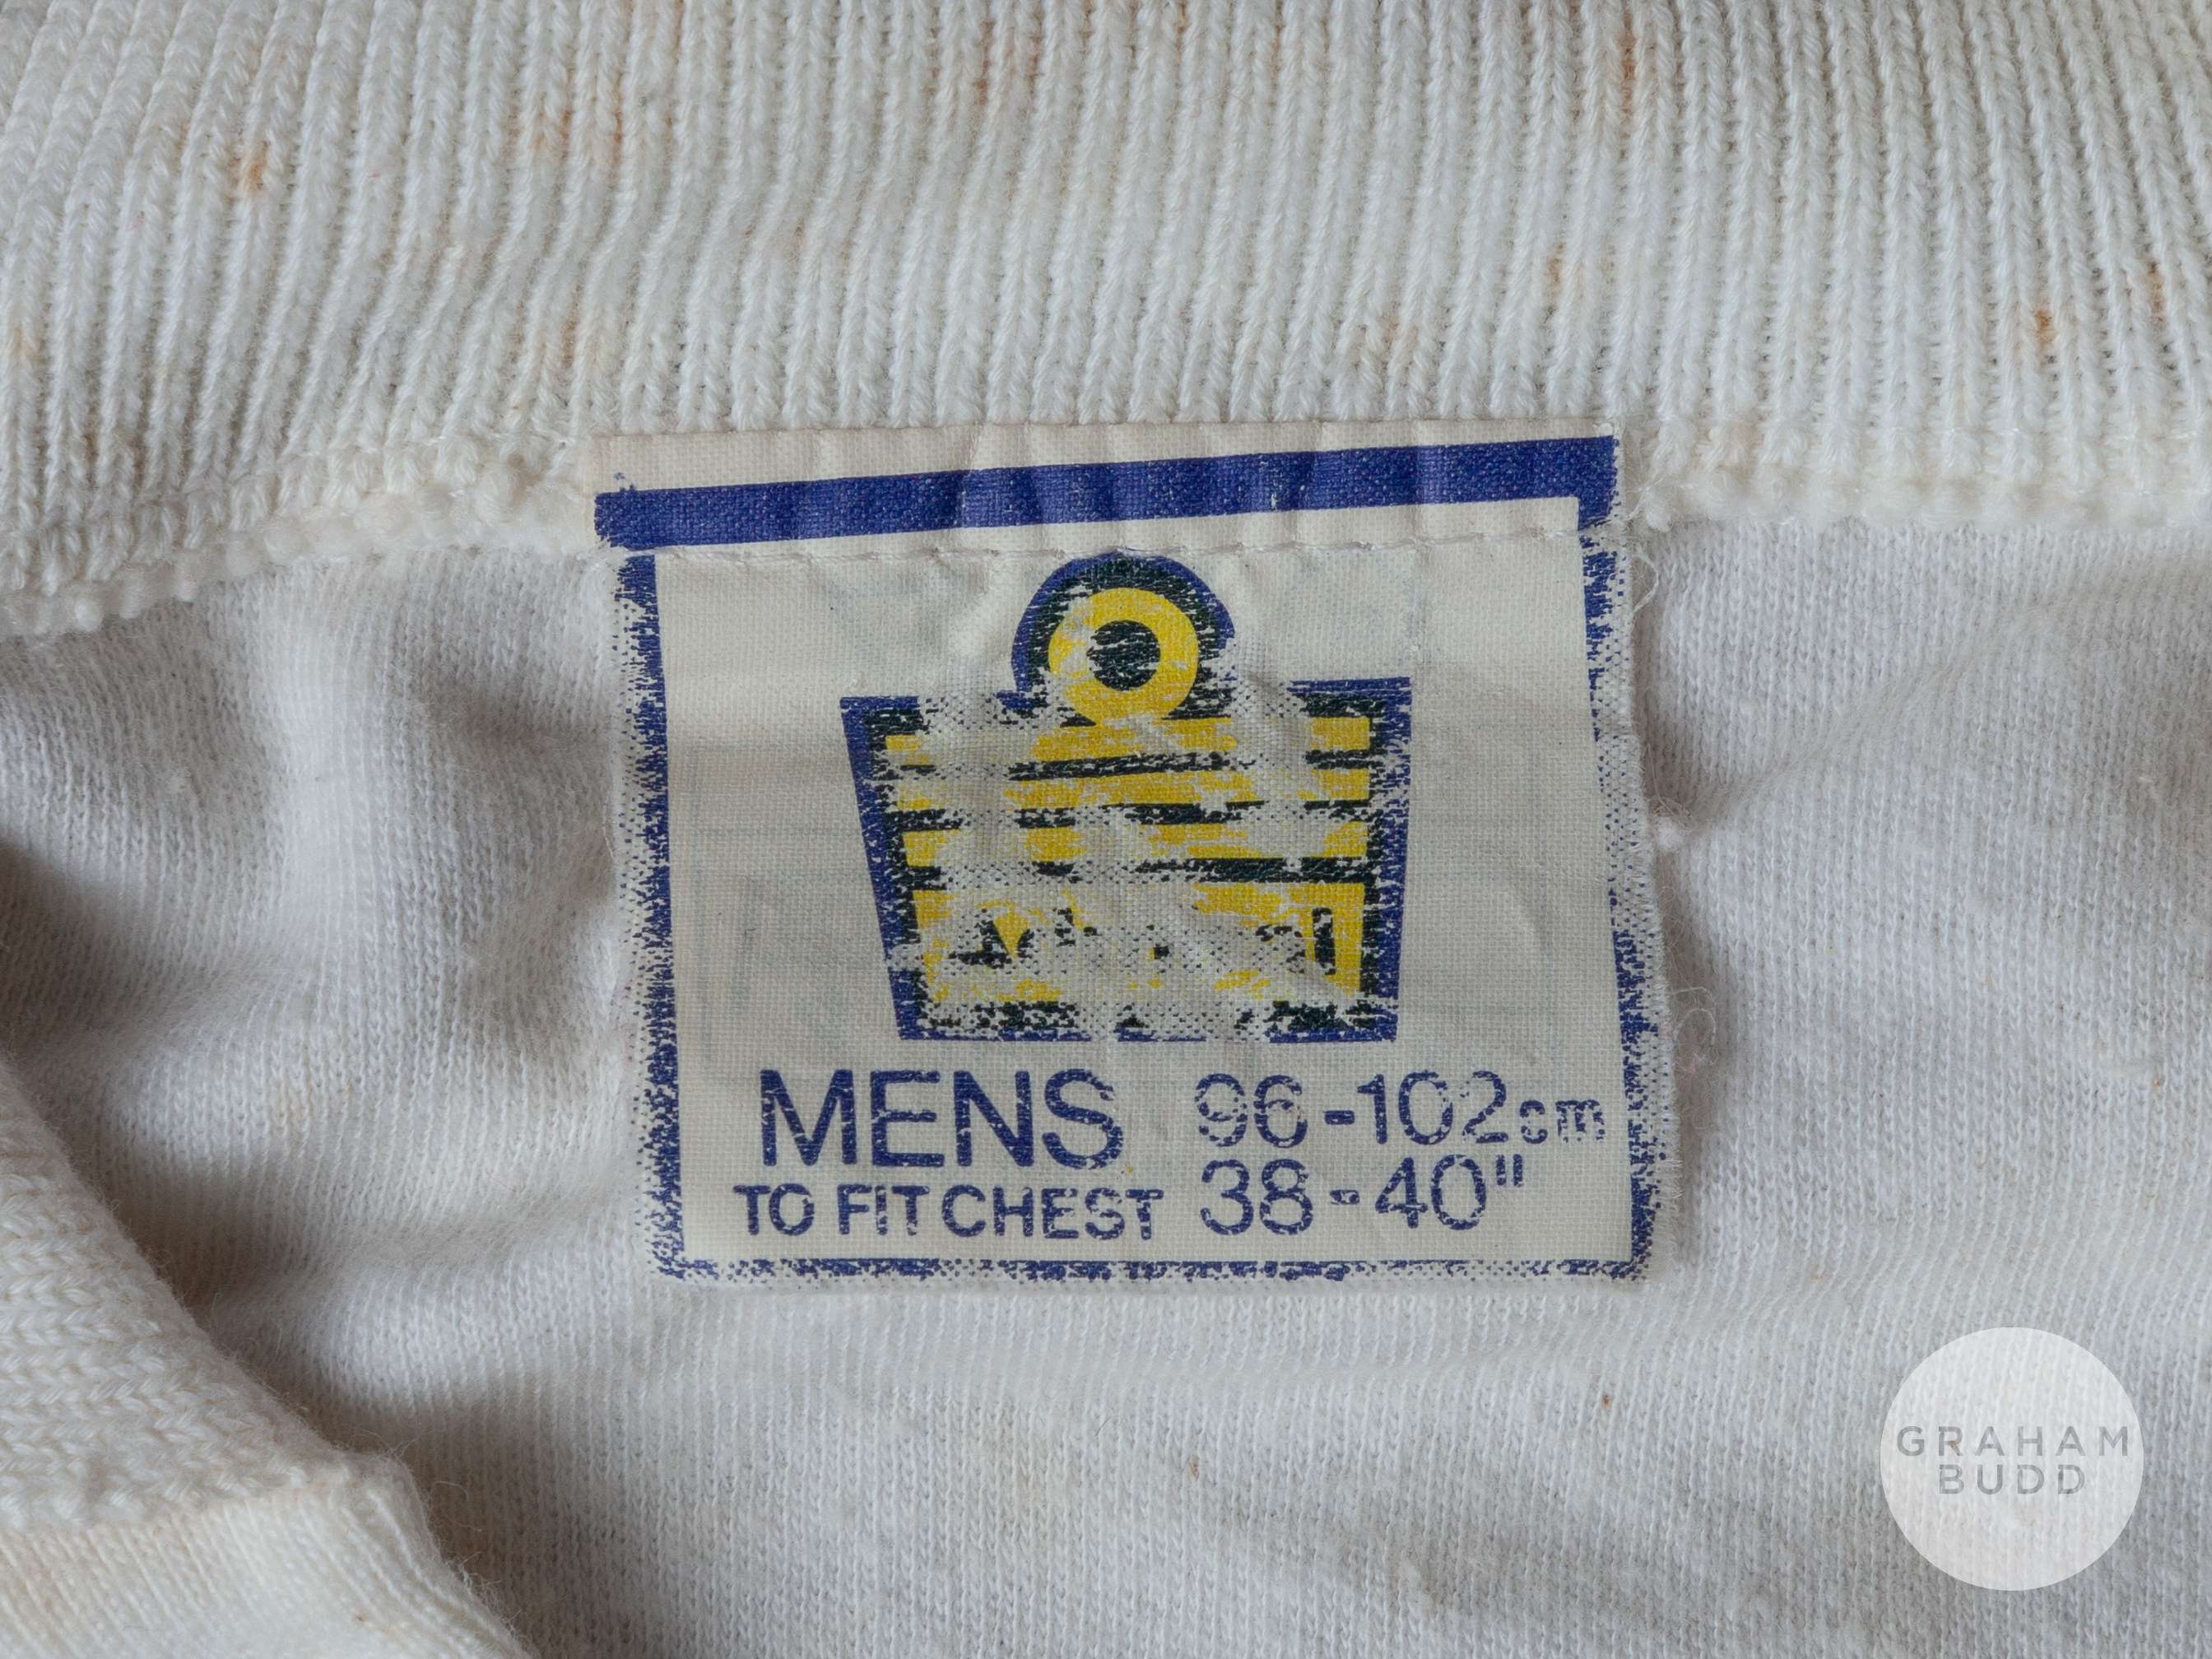 MENS 96-102cm
TO FIT CHEST 38-40"
GRAHAM
BUDD